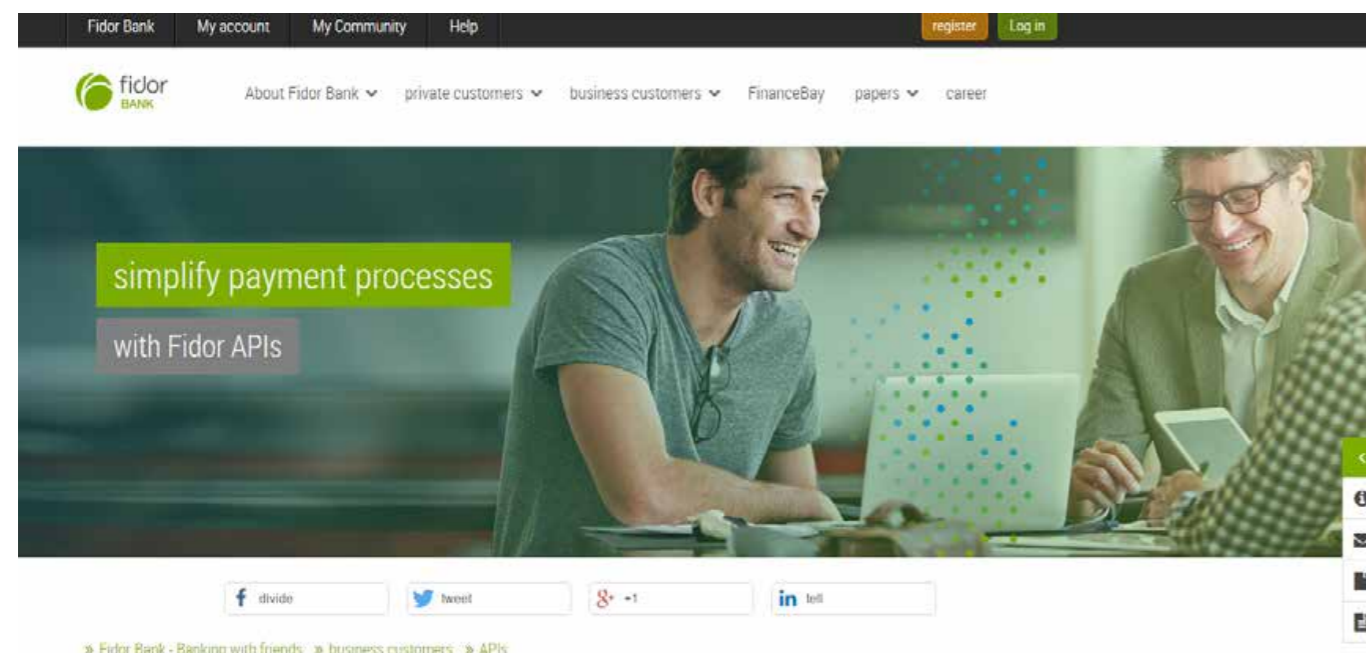 Fidor Bank My account My Community Help register Log in
fidor
BANK
About Fidor Bank private customers business customers FinanceBay papers career
simplify payment processes
with Fidor APIs
divide tweet g+ +1 in tell
» Fidor Bank - Banking with friends » business customers » APIs